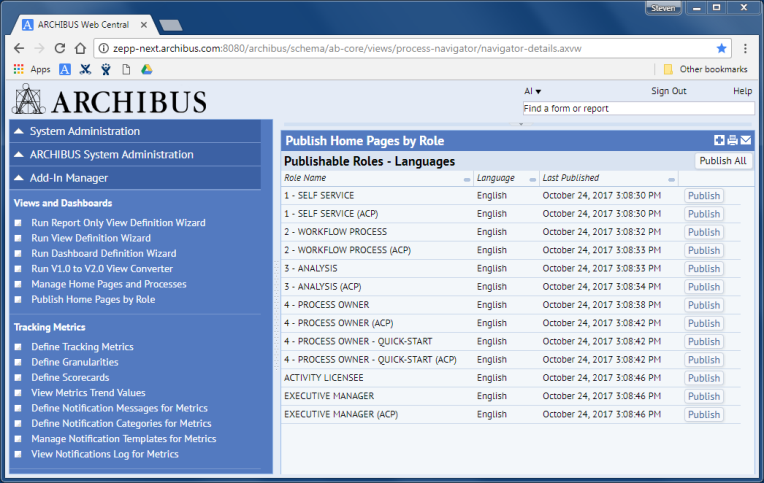 Steven
ARCHIBUS Web Central
zepp-next.archibus.com:8080/archibus/schema/ab-core/views/process-navigator/navigator-details.axvw
Apps
Other bookmarks
ARCHIBUS
AI
Sign Out
Help
Find a form or report
System Administration
ARCHIBUS System Administration
Add-In Manager
Views and Dashboards
Run Report Only View Definition Wizard
Run View Definition Wizard
Run Dashboard Definition Wizard
Run V1.0 to V2.0 View Converter
Manage Home Pages and Processes
Publish Home Pages by Role
Tracking Metrics
Define Tracking Metrics
Define Granularities
Define Scorecards
View Metrics Trend Values
Define Notification Messages for Metrics
Define Notification Categories for Metrics
Manage Notification Templates for Metrics
View Notifications Log for Metrics
Publish Home Pages by Role
Publishable Roles - Languages Publish All
Role Name Language Last Published
1 - SELF SERVICE English October 24, 2017 3:08:30 PM Publish
1 - SELF SERVICE (ACP) English October 24, 2017 3:08:30 PM Publish
2 - WORKFLOW PROCESS English October 24, 2017 3:08:32 PM Publish
2 - WORKFLOW PROCESS (ACP) English October 24, 2017 3:08:33 PM Publish
3 - ANALYSIS English October 24, 2017 3:08:33 PM Publish
3 - ANALYSIS (ACP) English October 24, 2017 3:08:34 PM Publish
4 - PROCESS OWNER English October 24, 2017 3:08:38 PM Publish
4 - PROCESS OWNER (ACP) English October 24, 2017 3:08:42 PM Publish
4 - PROCESS OWNER - QUICK-START English October 24, 2017 3:08:42 PM Publish
4 - PROCESS OWNER - QUICK-START (ACP) English October 24, 2017 3:08:42 PM Publish
ACTIVITY LICENSEE English October 24, 2017 3:08:46 PM Publish
EXECUTIVE MANAGER English October 24, 2017 3:08:46 PM Publish
EXECUTIVE MANAGER (ACP) English October 24, 2017 3:08:46 PM Publish